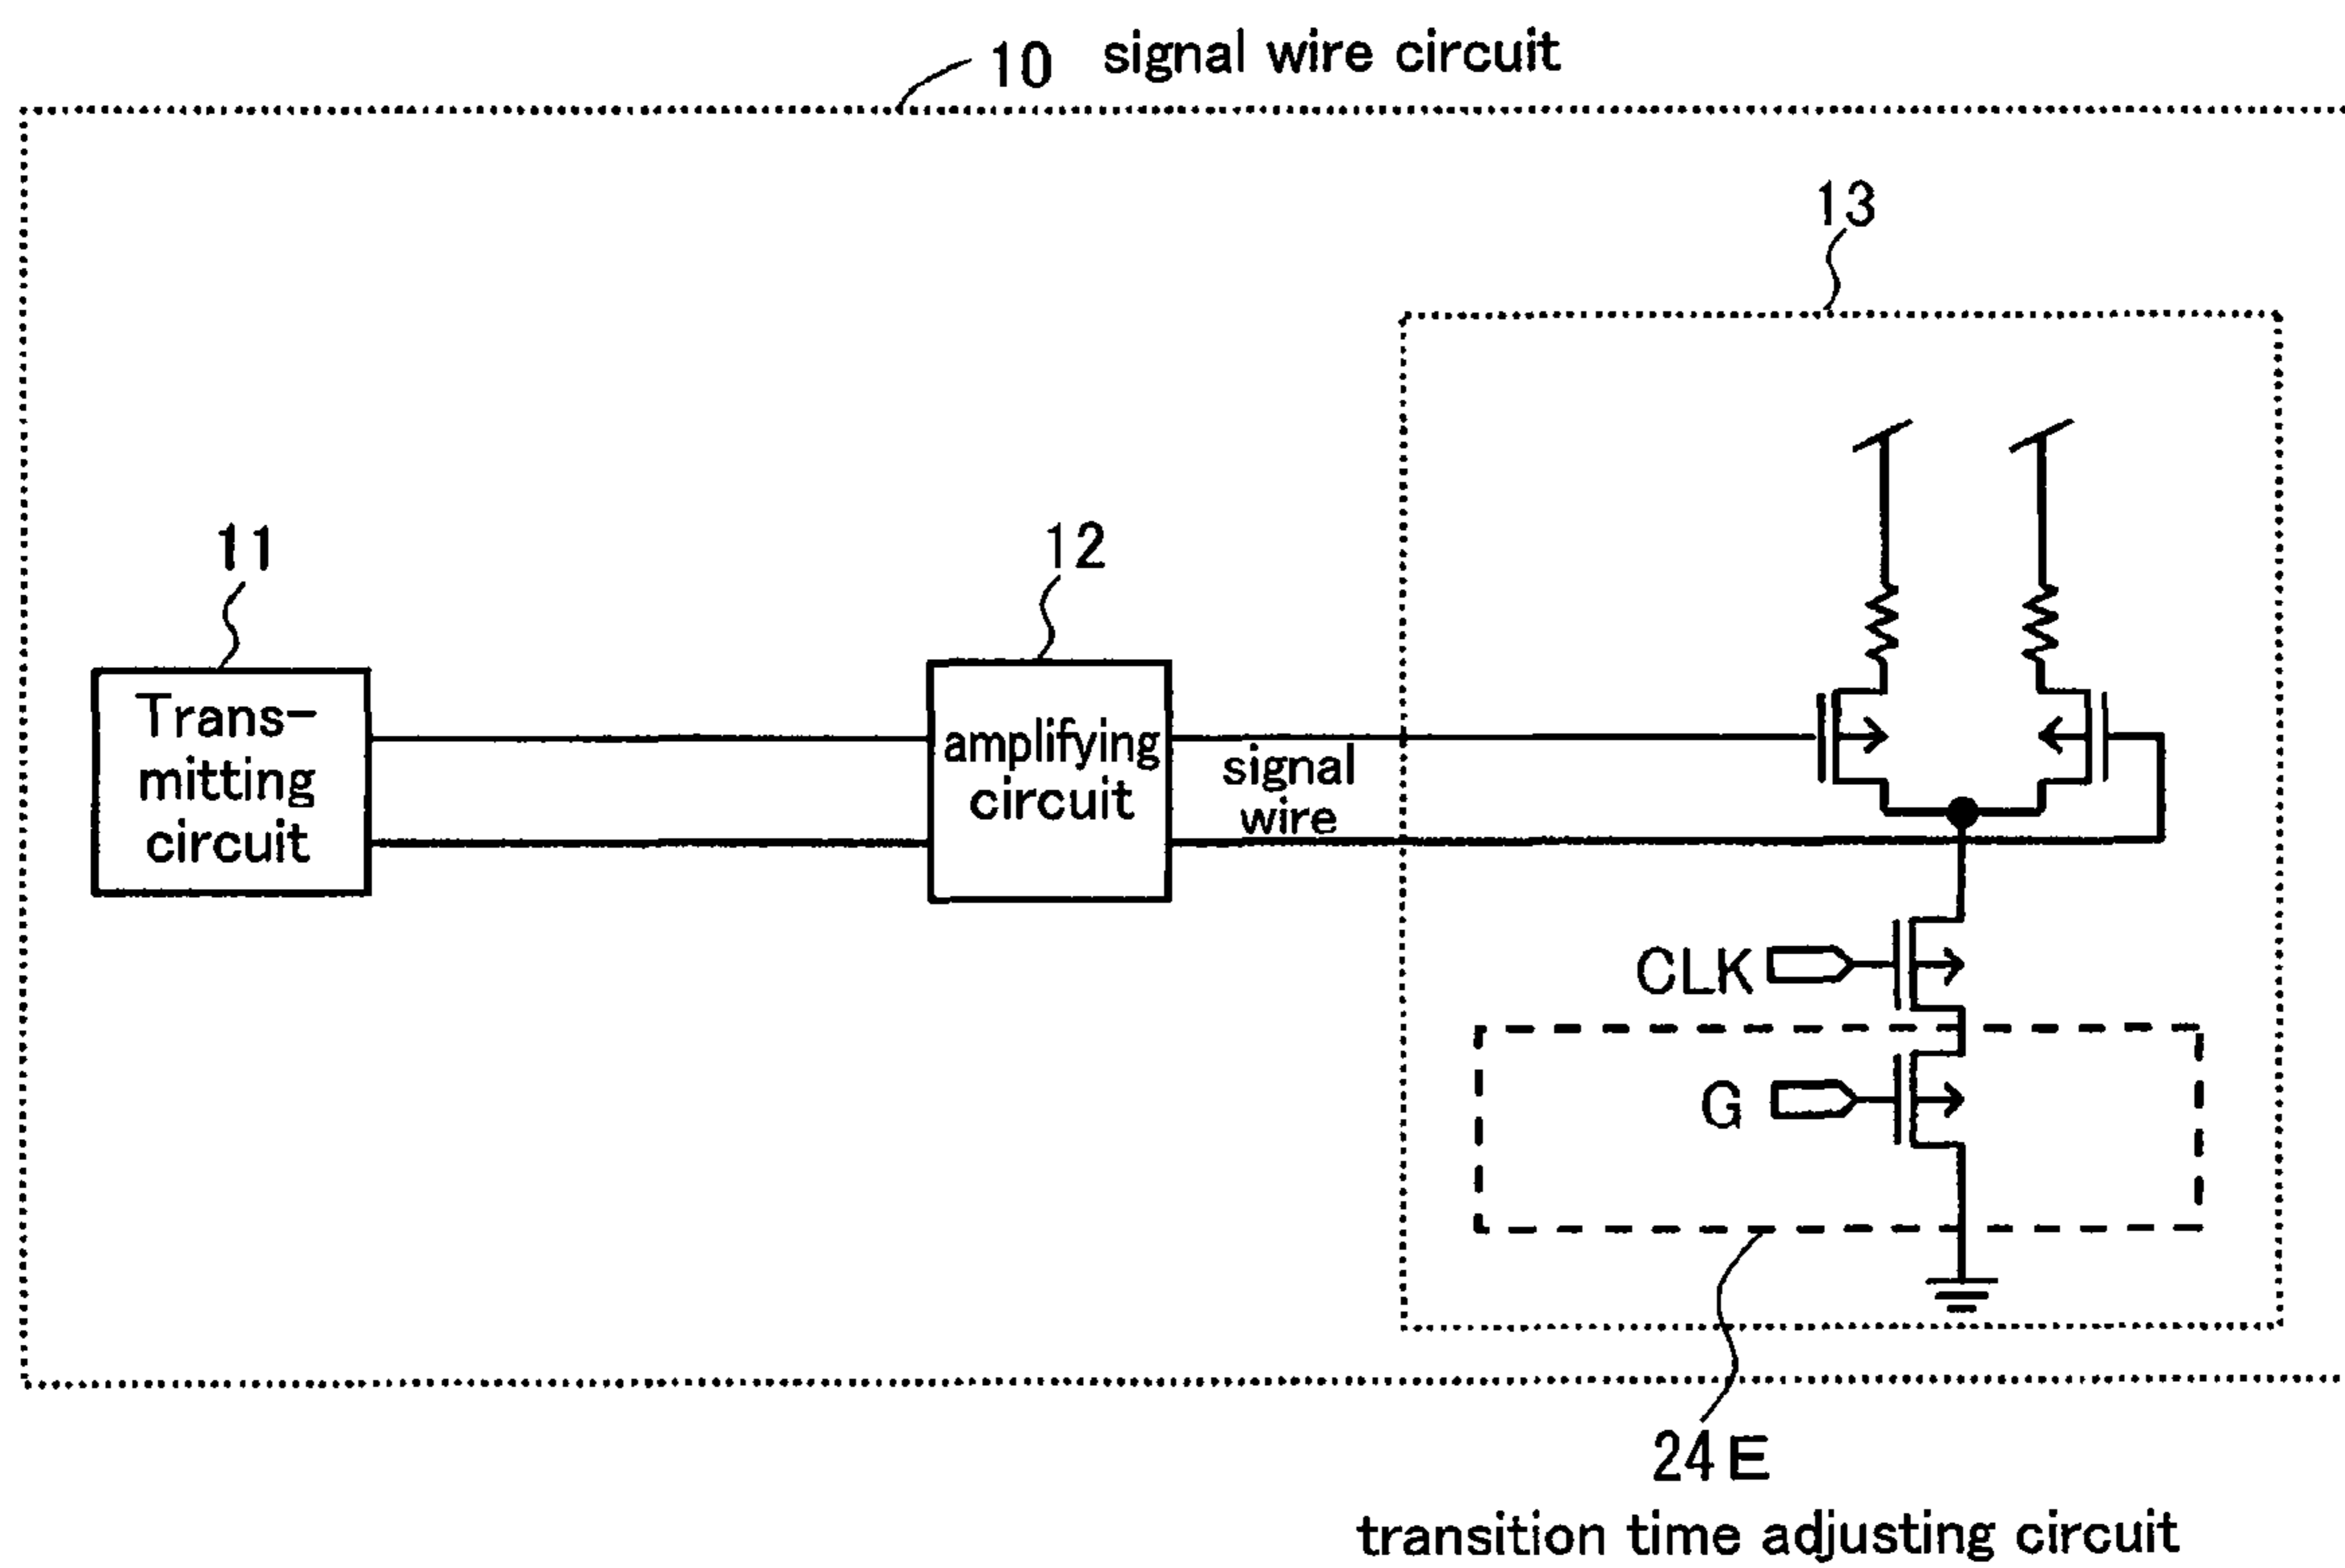 10 signal wire circuit
13
11
12
Trans-
mitting
circuit
amplifying
circuit
signal
wire
CLK
G
24E
transition time adjusting circuit